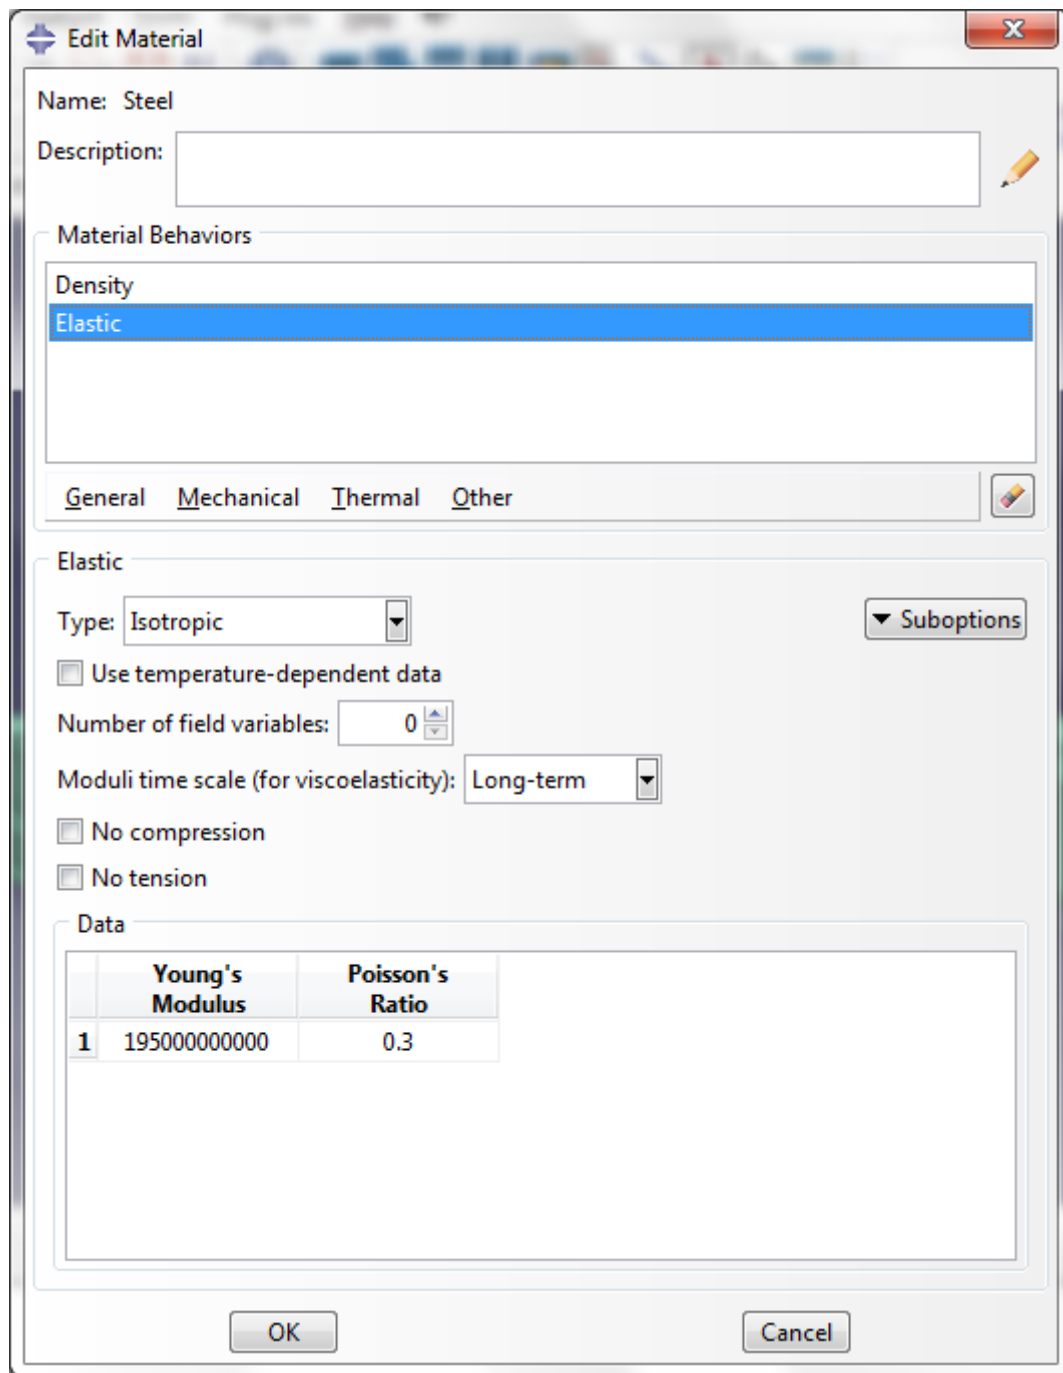 Edit Material
Name: Steel
Description:
Material Behaviors
Density
Elastic
General Mechanical Thermal Other
Elastic
Type: Isotropic
Suboptions
Use temperature-dependent data
Number of field variables: 0
Moduli time scale (for viscoelasticity): Long-term
No compression
No tension
Data
Young's Poisson's
Modulus Ratio
1 195000000000 0.3
OK Cancel